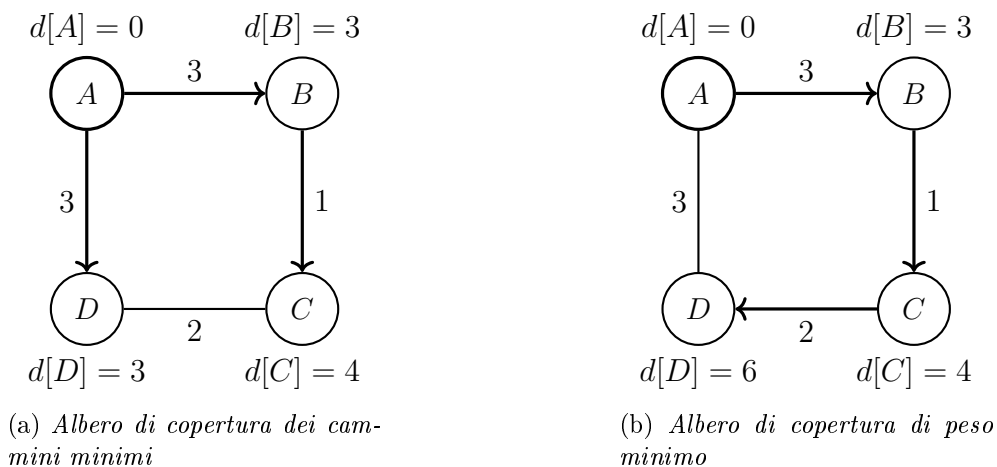 d[A] = 0 d[B] = 3 d[A] = 0 d[B] = 3
3 3
A B A B
3 1 3 1
D C D C
2 2
d[D] = 3 d[C] = 4 d[D] = 6 d[C] = 4
(a) Albero di copertura dei cam-
mini minimi
(b) Albero di copertura di peso
minimo